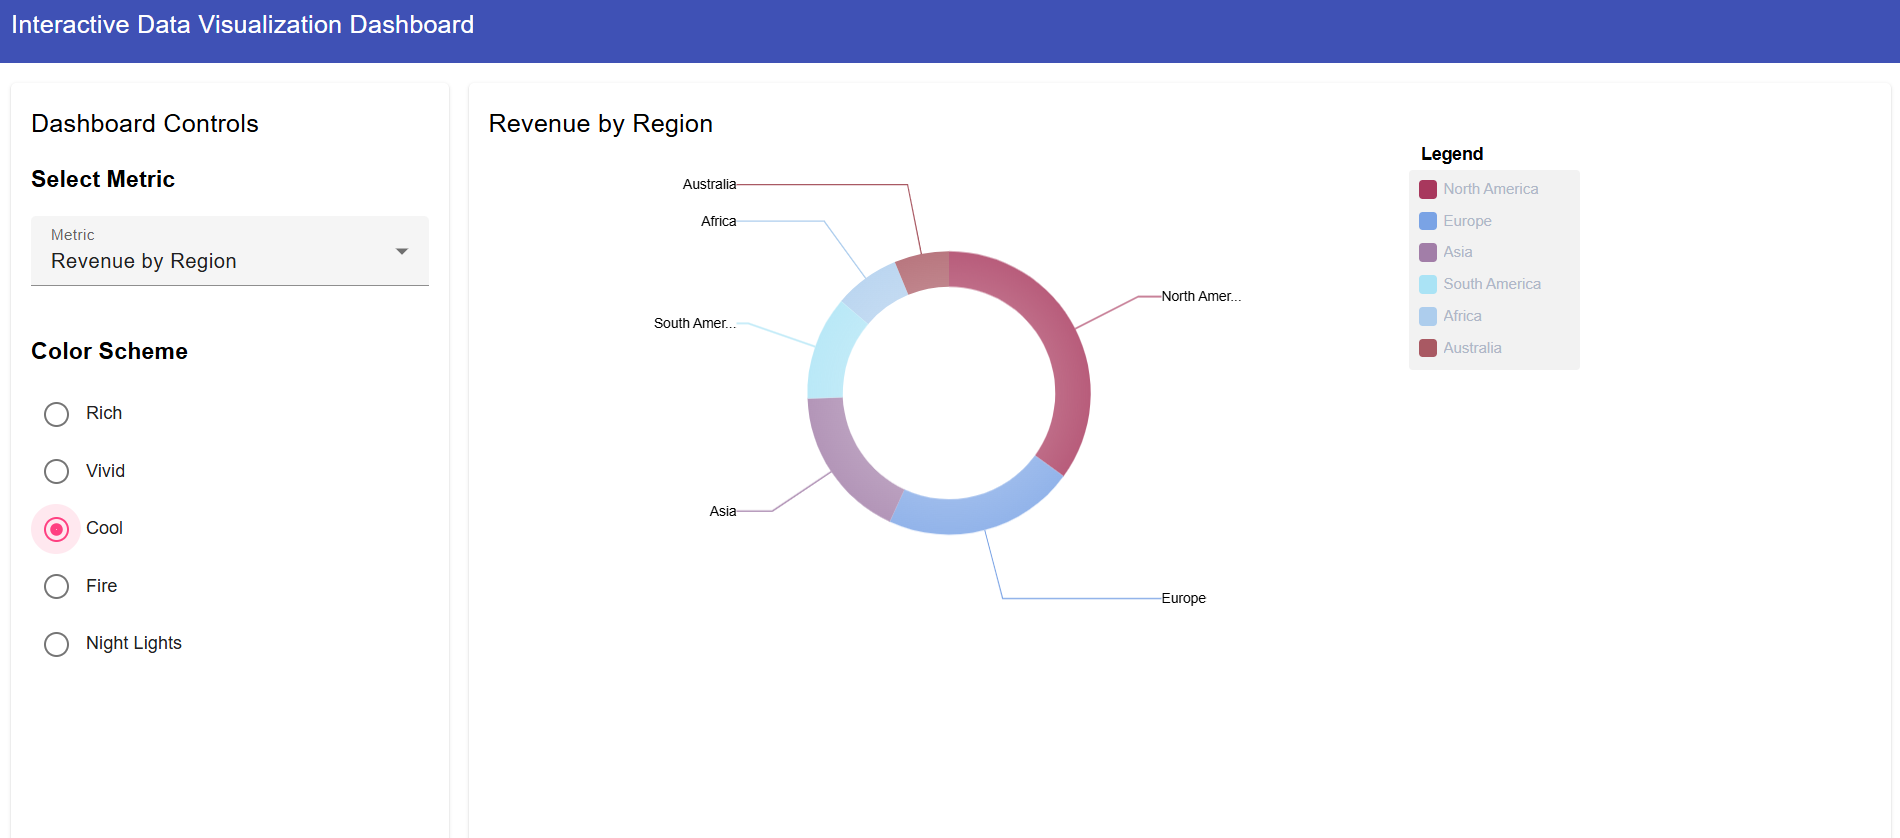 Interactive Data Visualization Dashboard
Dashboard Controls
Select Metric
Metric
Revenue by Region
Color Scheme
Rich
Vivid
Cool
Fire
Night Lights
Revenue by Region
Australia
Africa
South Amer...
Asia
North Amer...
Europe
Legend
North America
Europe
Asia
South America
Africa
Australia